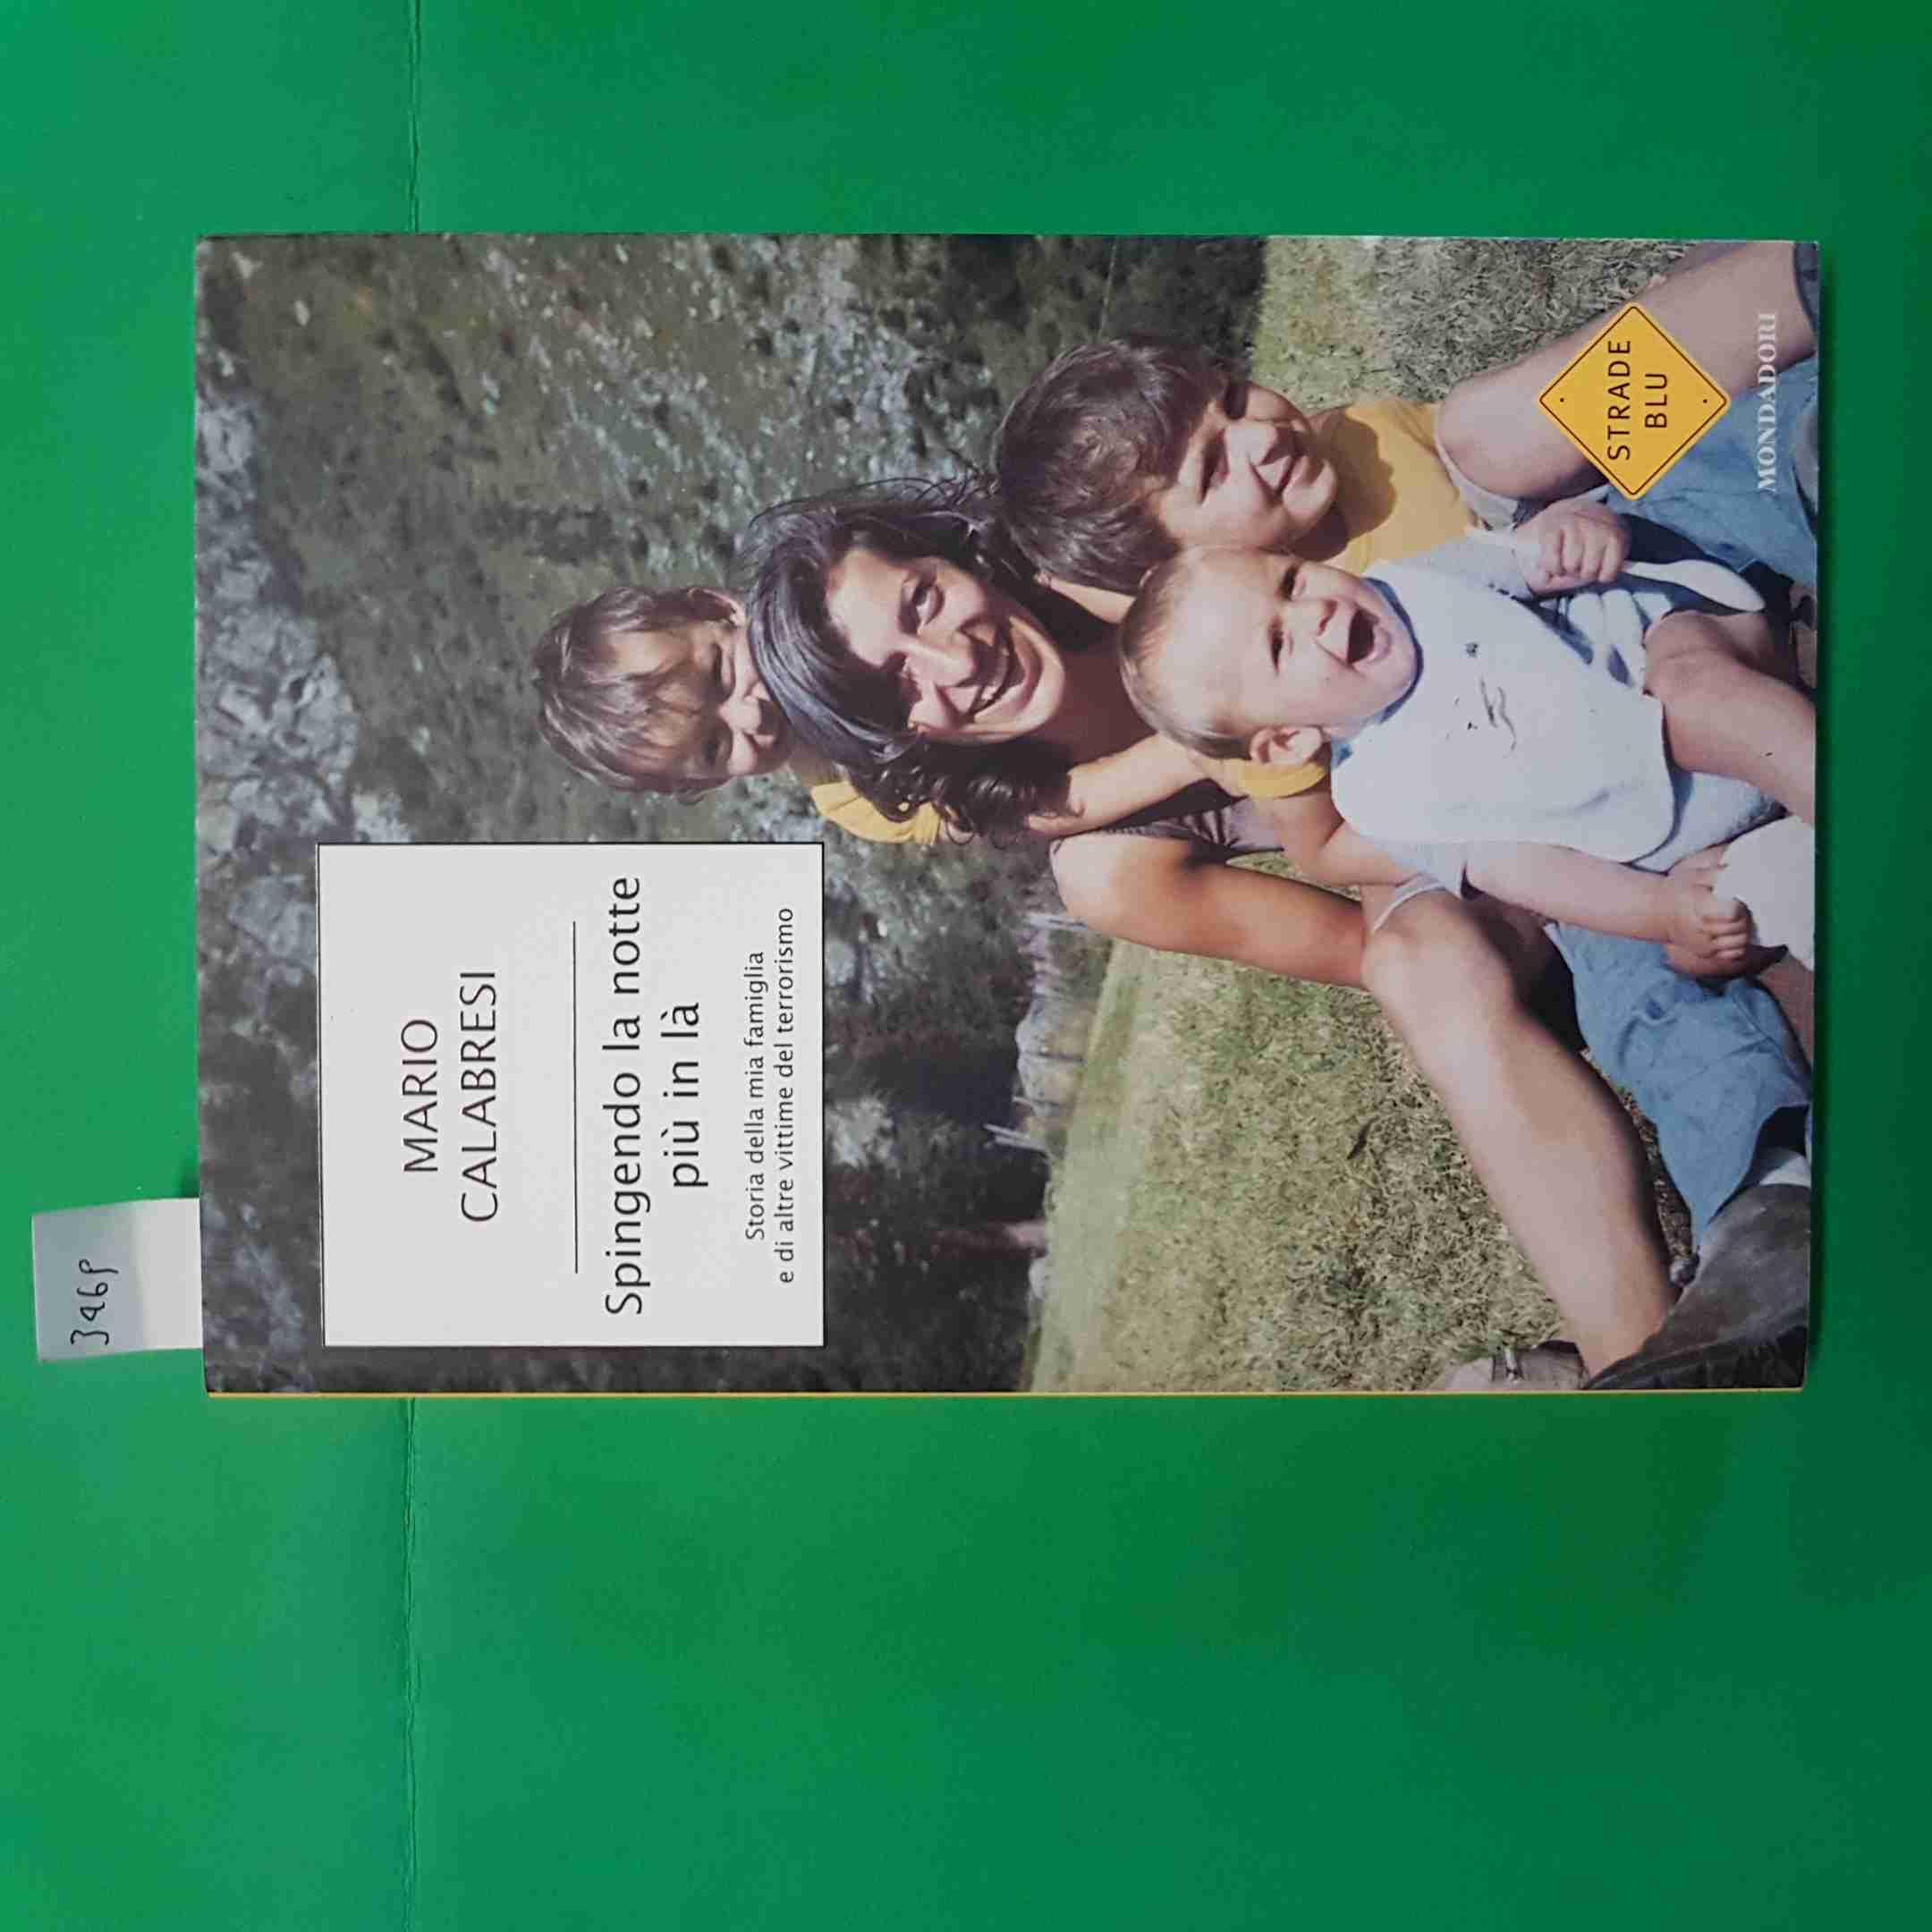 MARIO
CALABRESI
Spingendo la notte
più in là
Storia della mia famiglia
e di altre vittime del terrorismo
STRADE
BLU
MONDADORI